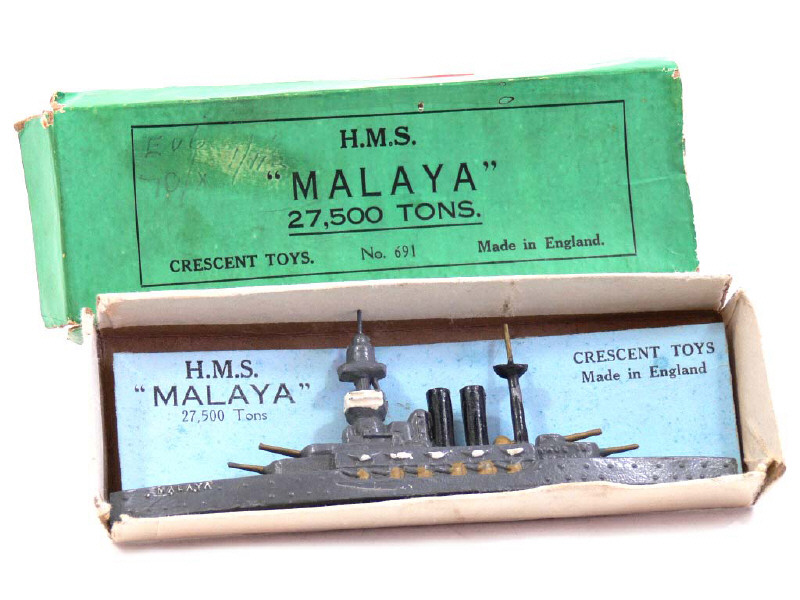 H.M.S.
"MALAYA"
27,500 TONS.
CRESCENT TOYS. No. 691 Made in England.
H.M.S.
"MALAYA"
27,500 Tons
CRESCENT TOYS
Made in England
MALAYA